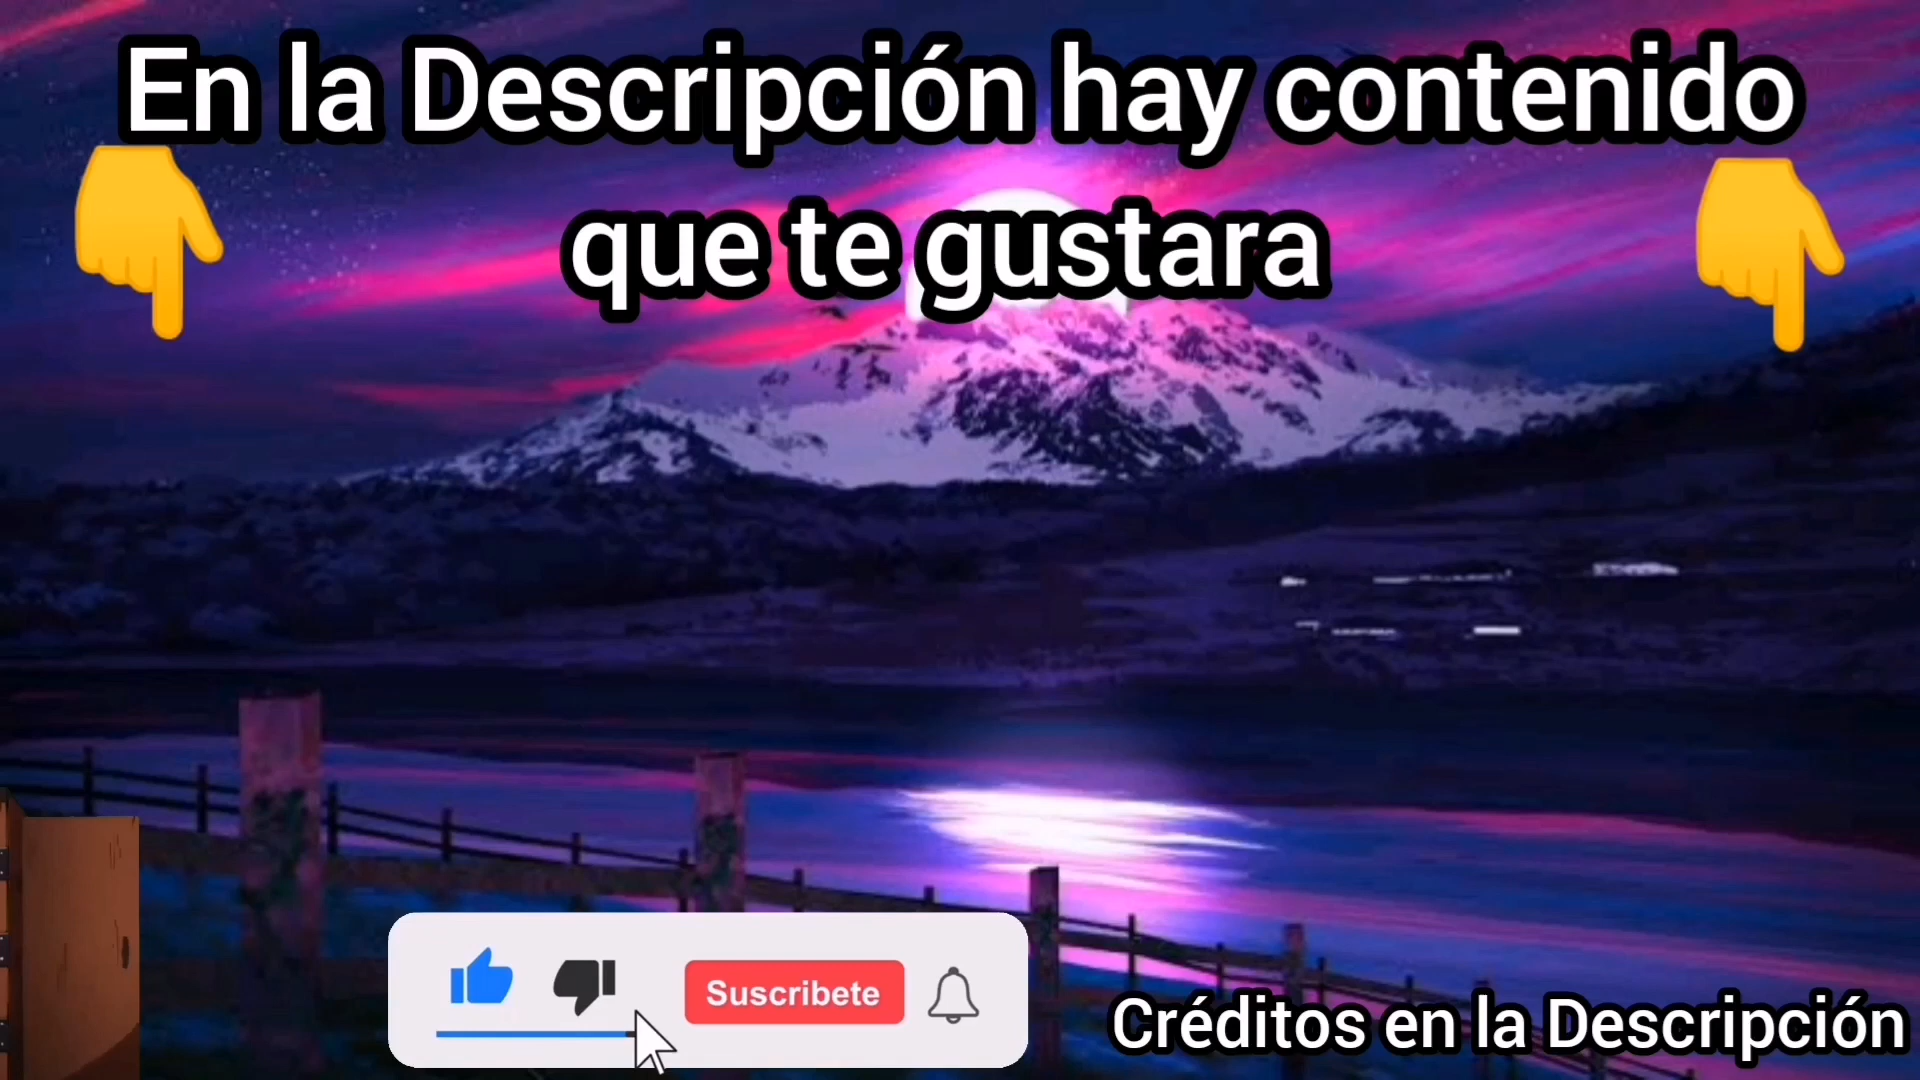 En la Descripción hay contenido
que te gustara
Suscribete
Créditos en la Descripción